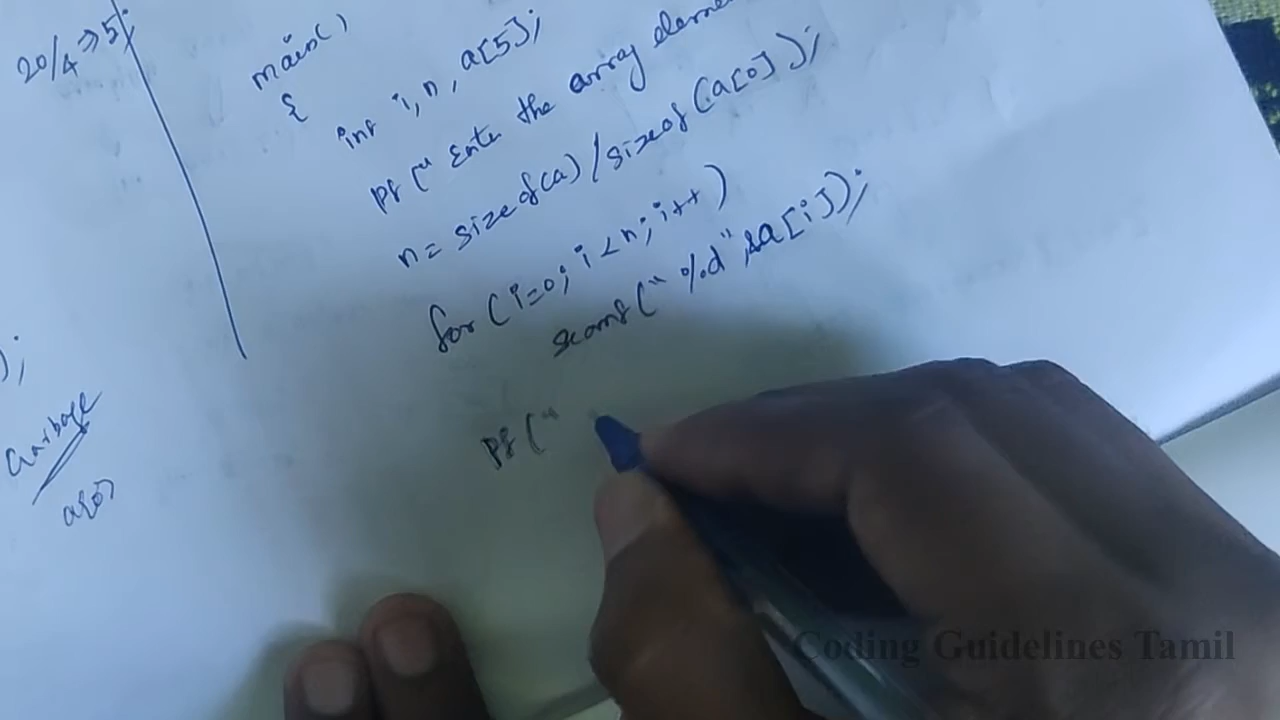 20/4 ⇒ 5;
main()
{
int i, n, a[5];
pf(" Enter the array
n = sizeof(a) / sizeof(a[0]);
for (i=0; i<n; i++)
scanf(" %d", &a[i]);
pf("
);
Garbage
a[0]
Coding Guidelines Tamil